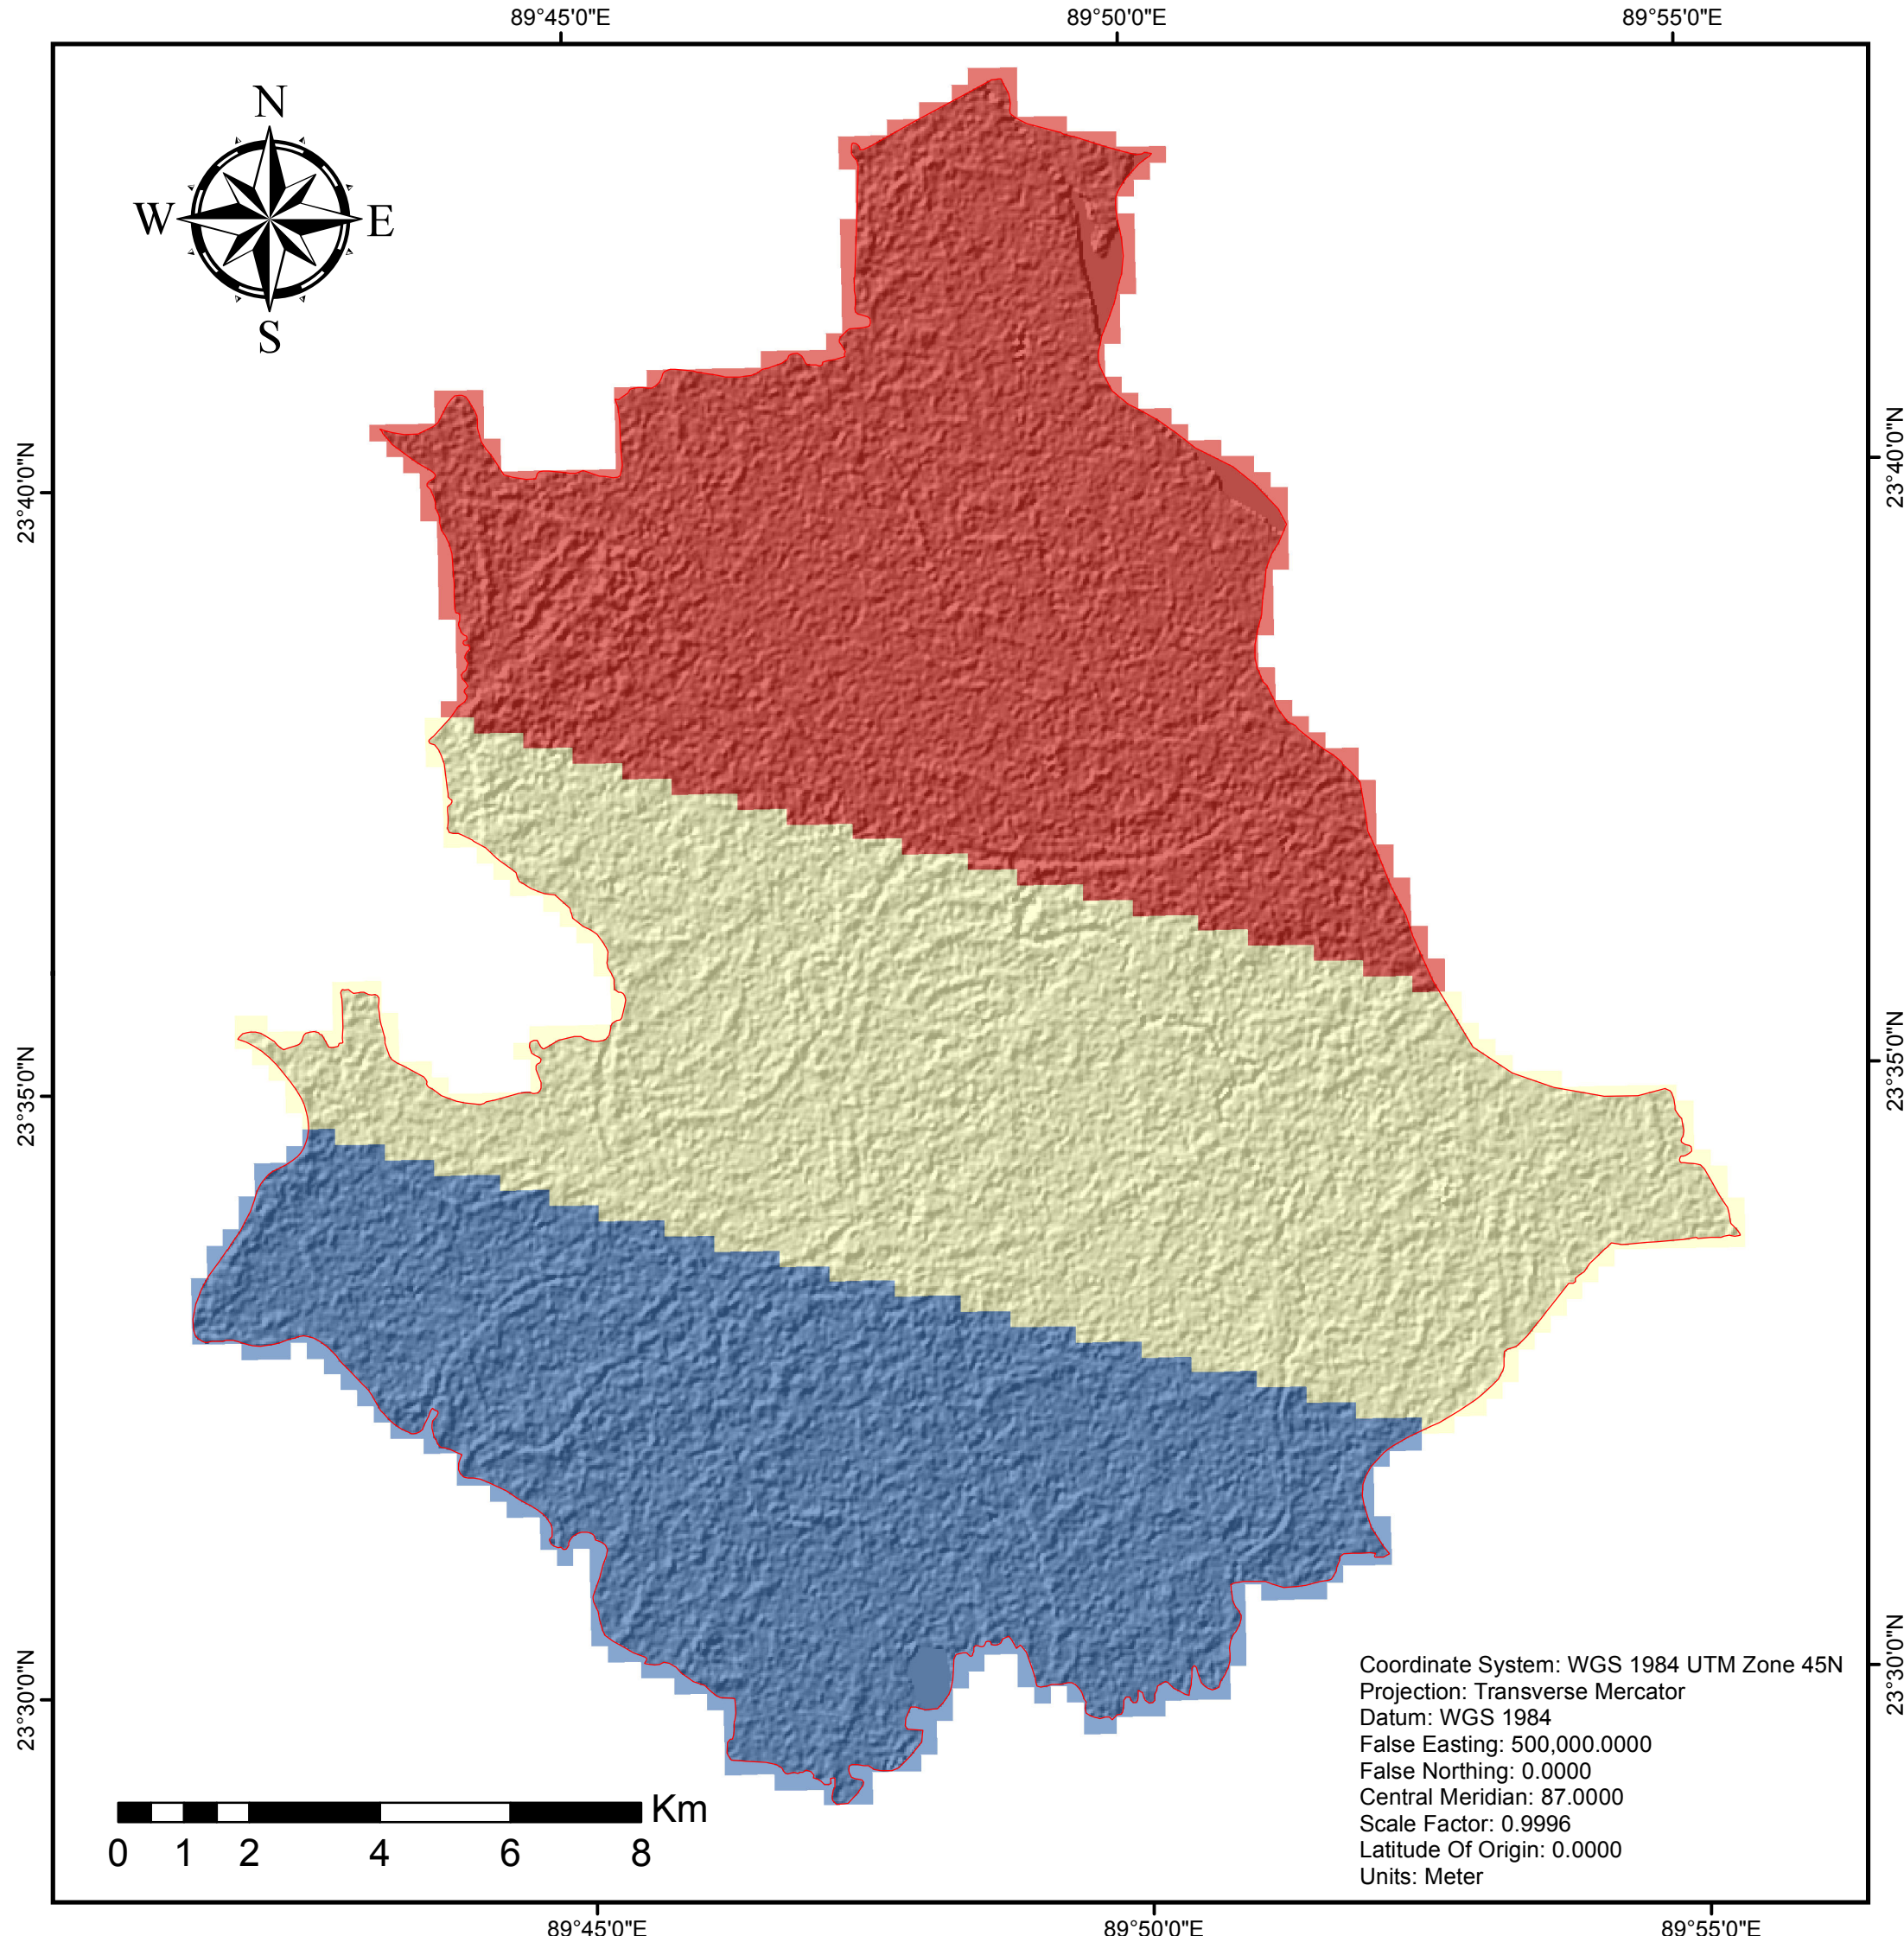 89°45'0"E 89°50'0"E 89°55'0"E
N
W E
S
23°40'0"N 23°40'0"N
23°35'0"N 23°35'0"N
23°30'0"N 23°30'0"N
Coordinate System: WGS 1984 UTM Zone 45N
Projection: Transverse Mercator
Datum: WGS 1984
False Easting: 500,000.0000
False Northing: 0.0000
Central Meridian: 87.0000
Scale Factor: 0.9996
Latitude Of Origin: 0.0000
Units: Meter
Km
0 1 2 4 6 8
89°45'0"E 89°50'0"E 89°55'0"E